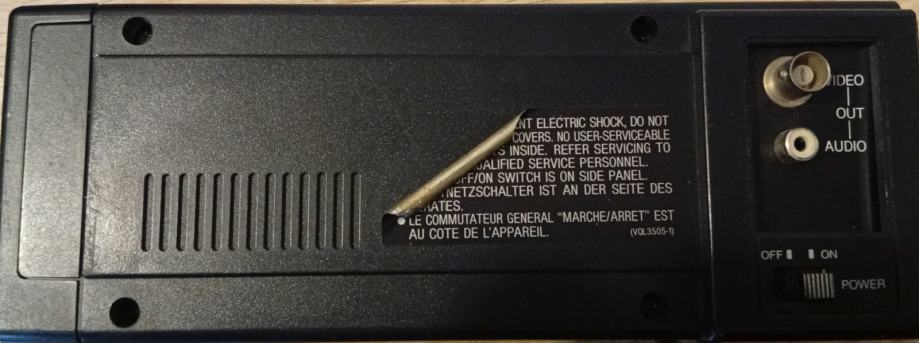 ENT ELECTRIC SHOCK, DO NOT
COVERS. NO USER-SERVICEABLE
S INSIDE. REFER SERVICING TO
QUALIFIED SERVICE PERSONNEL.
OFF/ON SWITCH IS ON SIDE PANEL.
NETZSCHALTER IST AN DER SEITE DES
RATES.
LE COMMUTATEUR GENERAL "MARCHE/ARRET" EST
AU COTE DE L'APPAREIL.
(VQL3505-1)
VIDEO
OUT
AUDIO
OFF ON
POWER